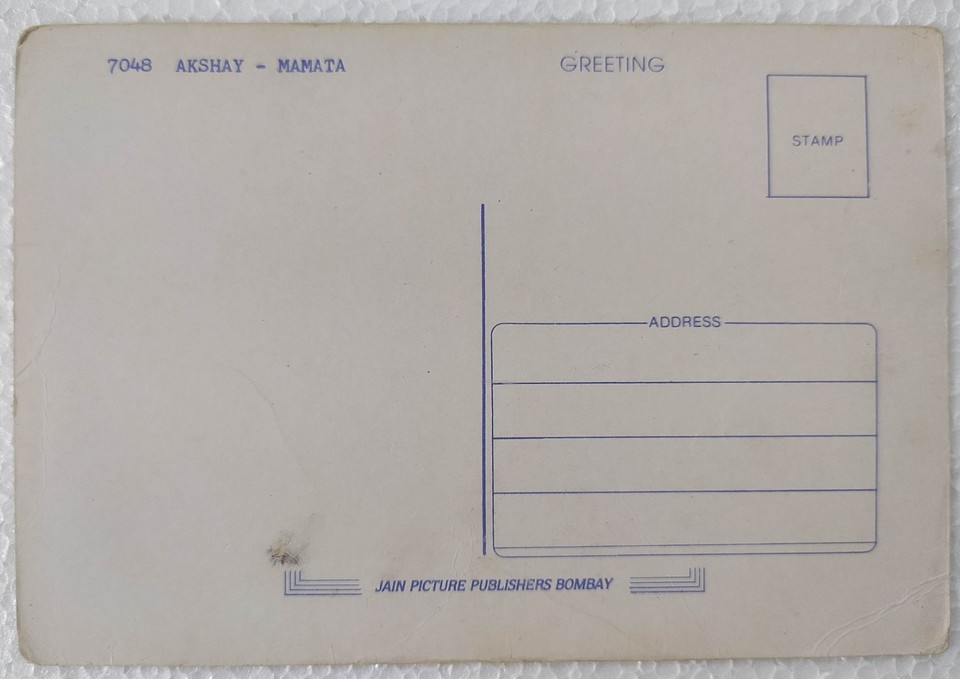 7048 AKSHAY - MAMATA
GREETING
STAMP
ADDRESS
JAIN PICTURE PUBLISHERS BOMBAY